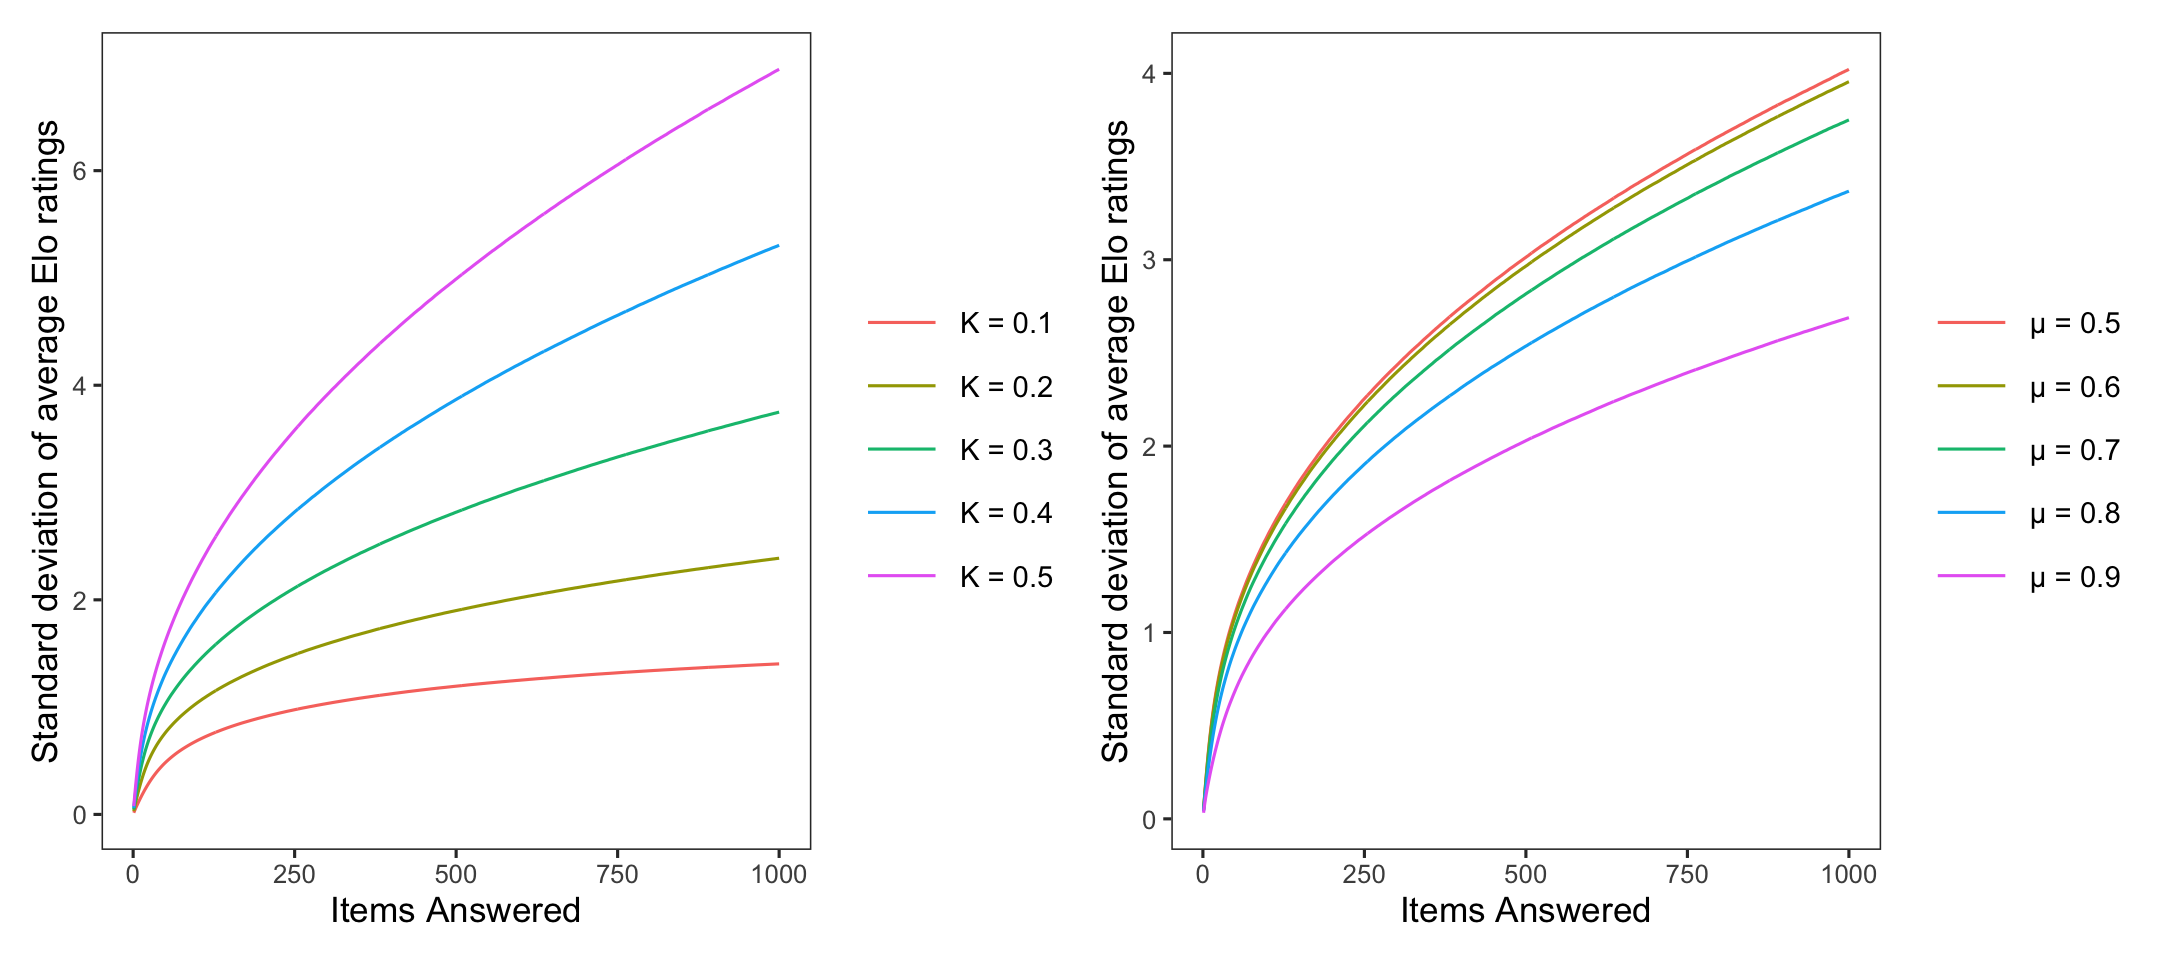 Standard deviation of average Elo ratings
6
4
2
0
0 250 500 750 1000
Items Answered
K = 0.1
K = 0.2
K = 0.3
K = 0.4
K = 0.5
Standard deviation of average Elo ratings
4
3
2
1
0
0 250 500 750 1000
Items Answered
μ = 0.5
μ = 0.6
μ = 0.7
μ = 0.8
μ = 0.9